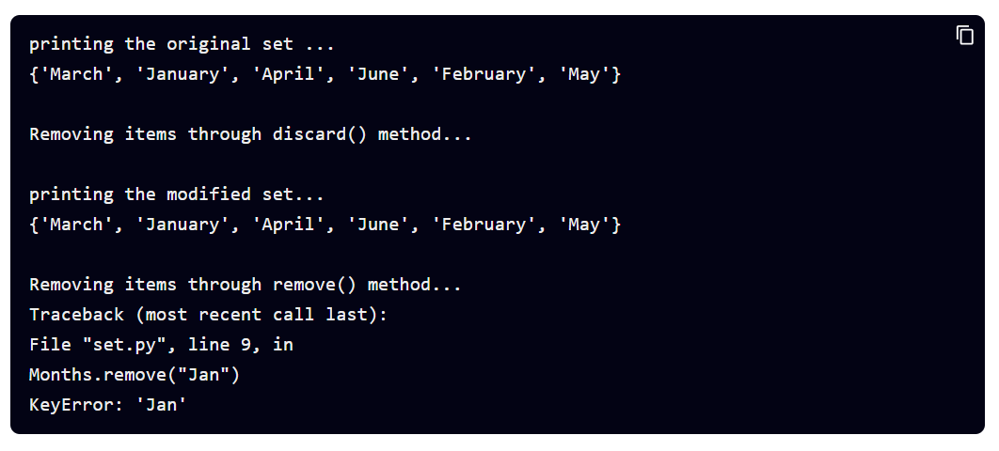 printing the original set ...
{'March', 'January', 'April', 'June', 'February', 'May'}
Removing items through discard() method...
printing the modified set...
{'March', 'January', 'April', 'June', 'February', 'May'}
Removing items through remove() method...
Traceback (most recent call last):
File "set.py", line 9, in
Months.remove("Jan")
KeyError: 'Jan'